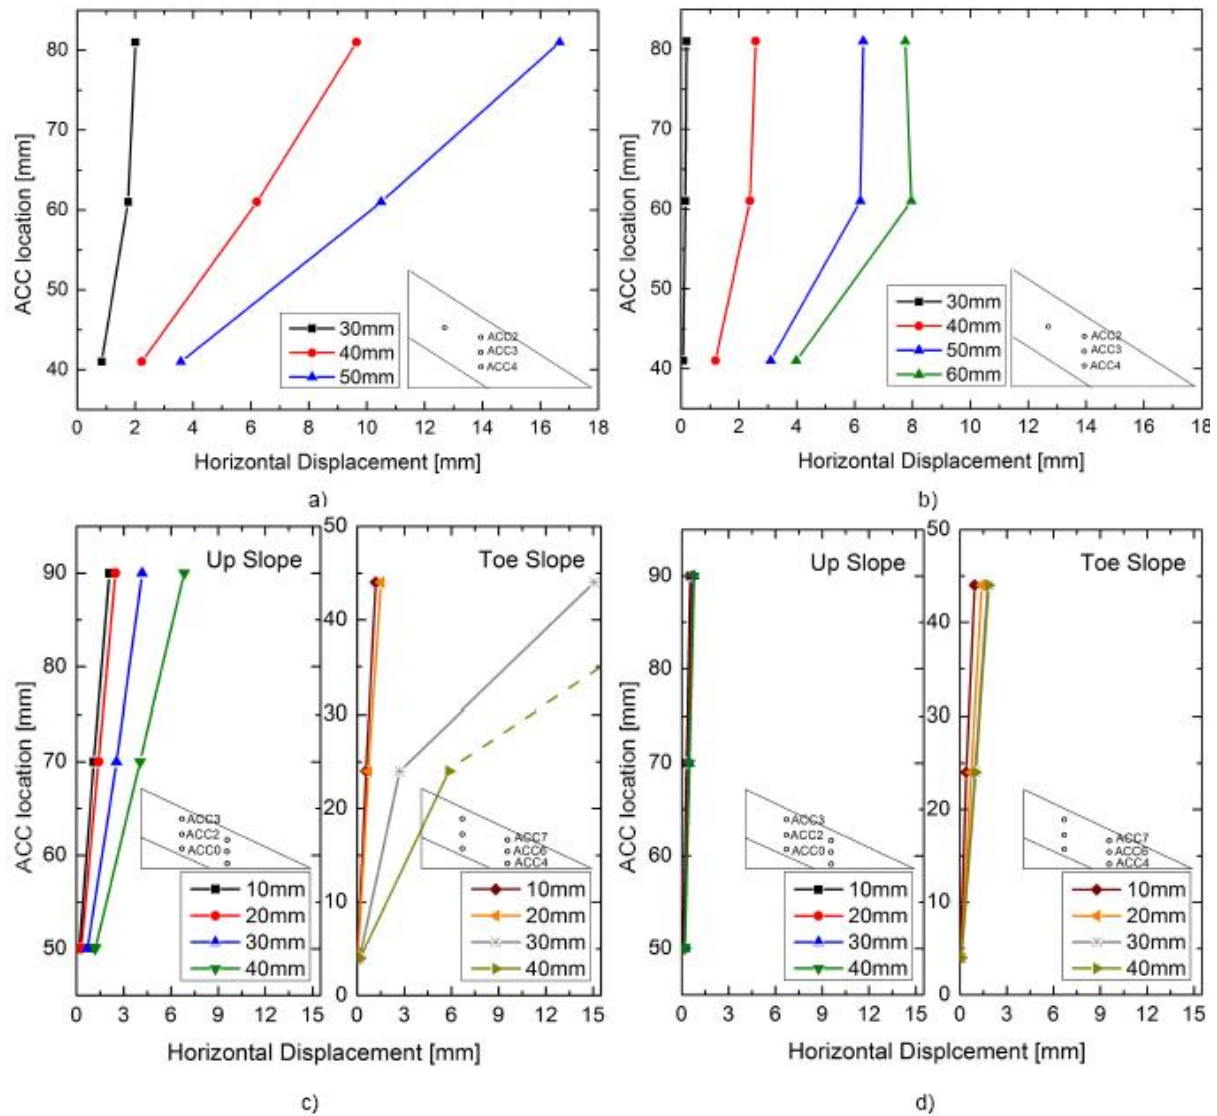 80
70
60
50
40
ACC location [mm]
30mm
40mm
50mm
ACC2
ACC3
ACC4
0 2 4 6 8 10 12 14 16 18
Horizontal Displacement [mm]
a)
80
70
60
50
40
ACC location [mm]
30mm
40mm
50mm
60mm
ACC2
ACC3
ACC4
0 2 4 6 8 10 12 14 16 18
Horizontal Displacement [mm]
b)
Up Slope
90
80
70
60
50
ACC location [mm]
ACC3
ACC2
ACC0
10mm
20mm
30mm
40mm
0 3 6 9 12 15
Toe Slope
50
40
30
20
10
0
ACC7
ACC6
ACC4
10mm
20mm
30mm
40mm
0 3 6 9 12 15
Horizontal Displacement [mm]
c)
Up Slope
90
80
70
60
50
ACC location [mm]
ACC3
ACC2
ACC0
10mm
20mm
30mm
40mm
0 3 6 9 12 15
Toe Slope
50
40
30
20
10
0
ACC7
ACC6
ACC4
10mm
20mm
30mm
40mm
0 3 6 9 12 15
Horizontal Displcement [mm]
d)